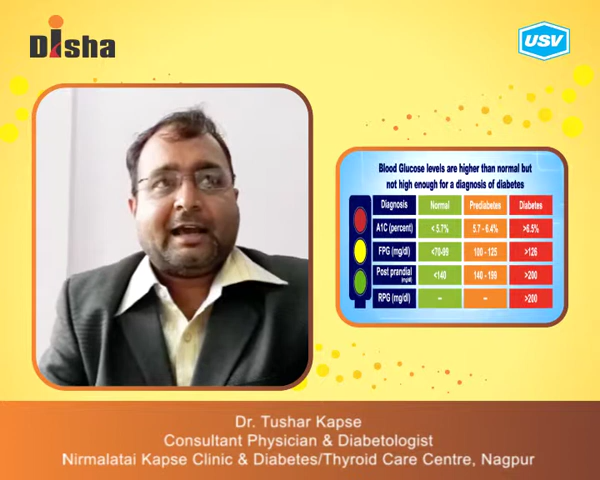 Disha
USV
Blood Glucose levels are higher than normal but
not high enough for a diagnosis of diabetes
Diagnosis Normal Prediabetes Diabetes
A1C (percent) < 5.7% 5.7 - 6.4% >6.5%
FPG (mg/dl) <70-99 100 - 125 >126
Post prandial (mg/dl) <140 140 - 199 >200
RPG (mg/dl) – – >200
Dr. Tushar Kapse
Consultant Physician & Diabetologist
Nirmalatai Kapse Clinic & Diabetes/Thyroid Care Centre, Nagpur